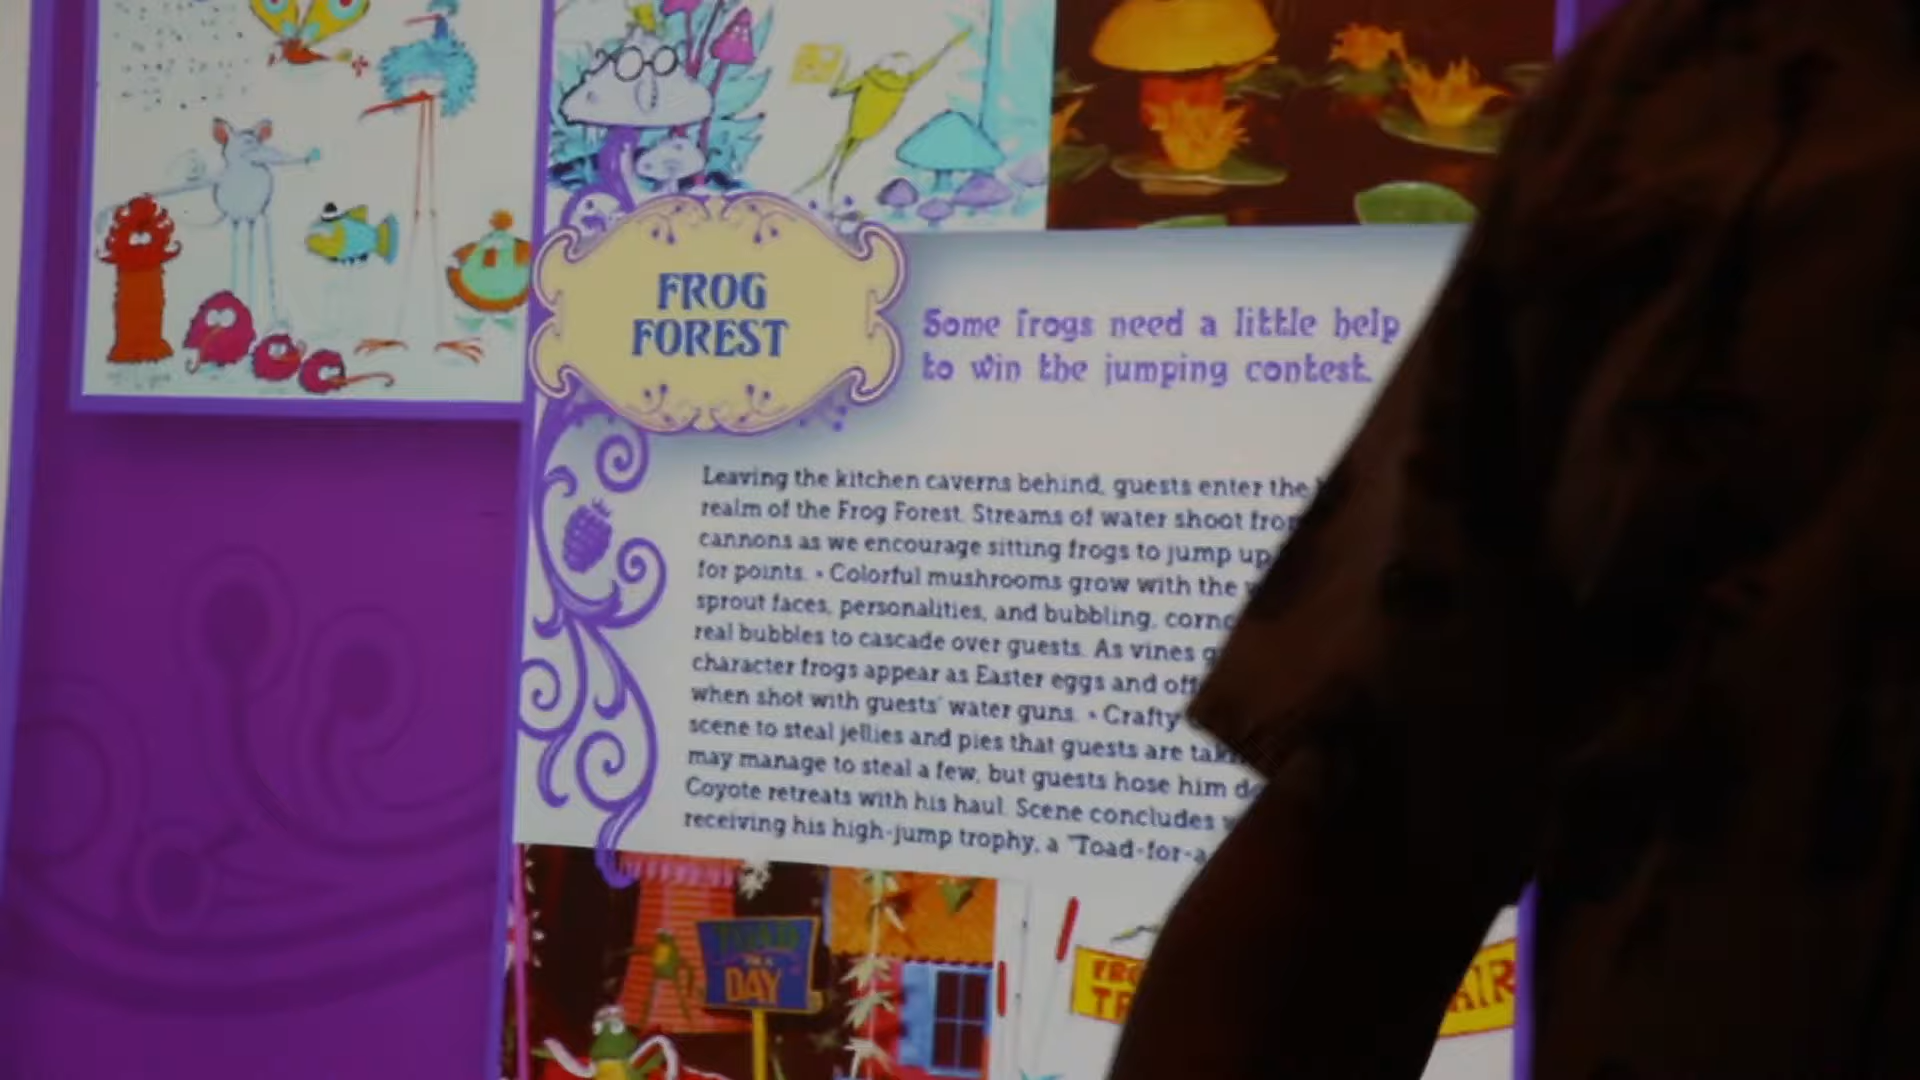 FROG
FOREST
Some frogs need a little help
to win the jumping contest.
Leaving the kitchen caverns behind, guests enter the
realm of the Frog Forest. Streams of water shoot from
cannons as we encourage sitting frogs to jump up
for points. • Colorful mushrooms grow with the
sprout faces, personalities, and bubbling,
real bubbles to cascade over guests. As vines
character frogs appear as Easter eggs and
when shot with guests' water guns. • Crafty
scene to steal jellies and pies that guests are
may manage to steal a few, but guests hose him
Coyote retreats with his haul. Scene concludes
receiving his high-jump trophy, a "Toad-for-a
TOAD
FOR A
DAY